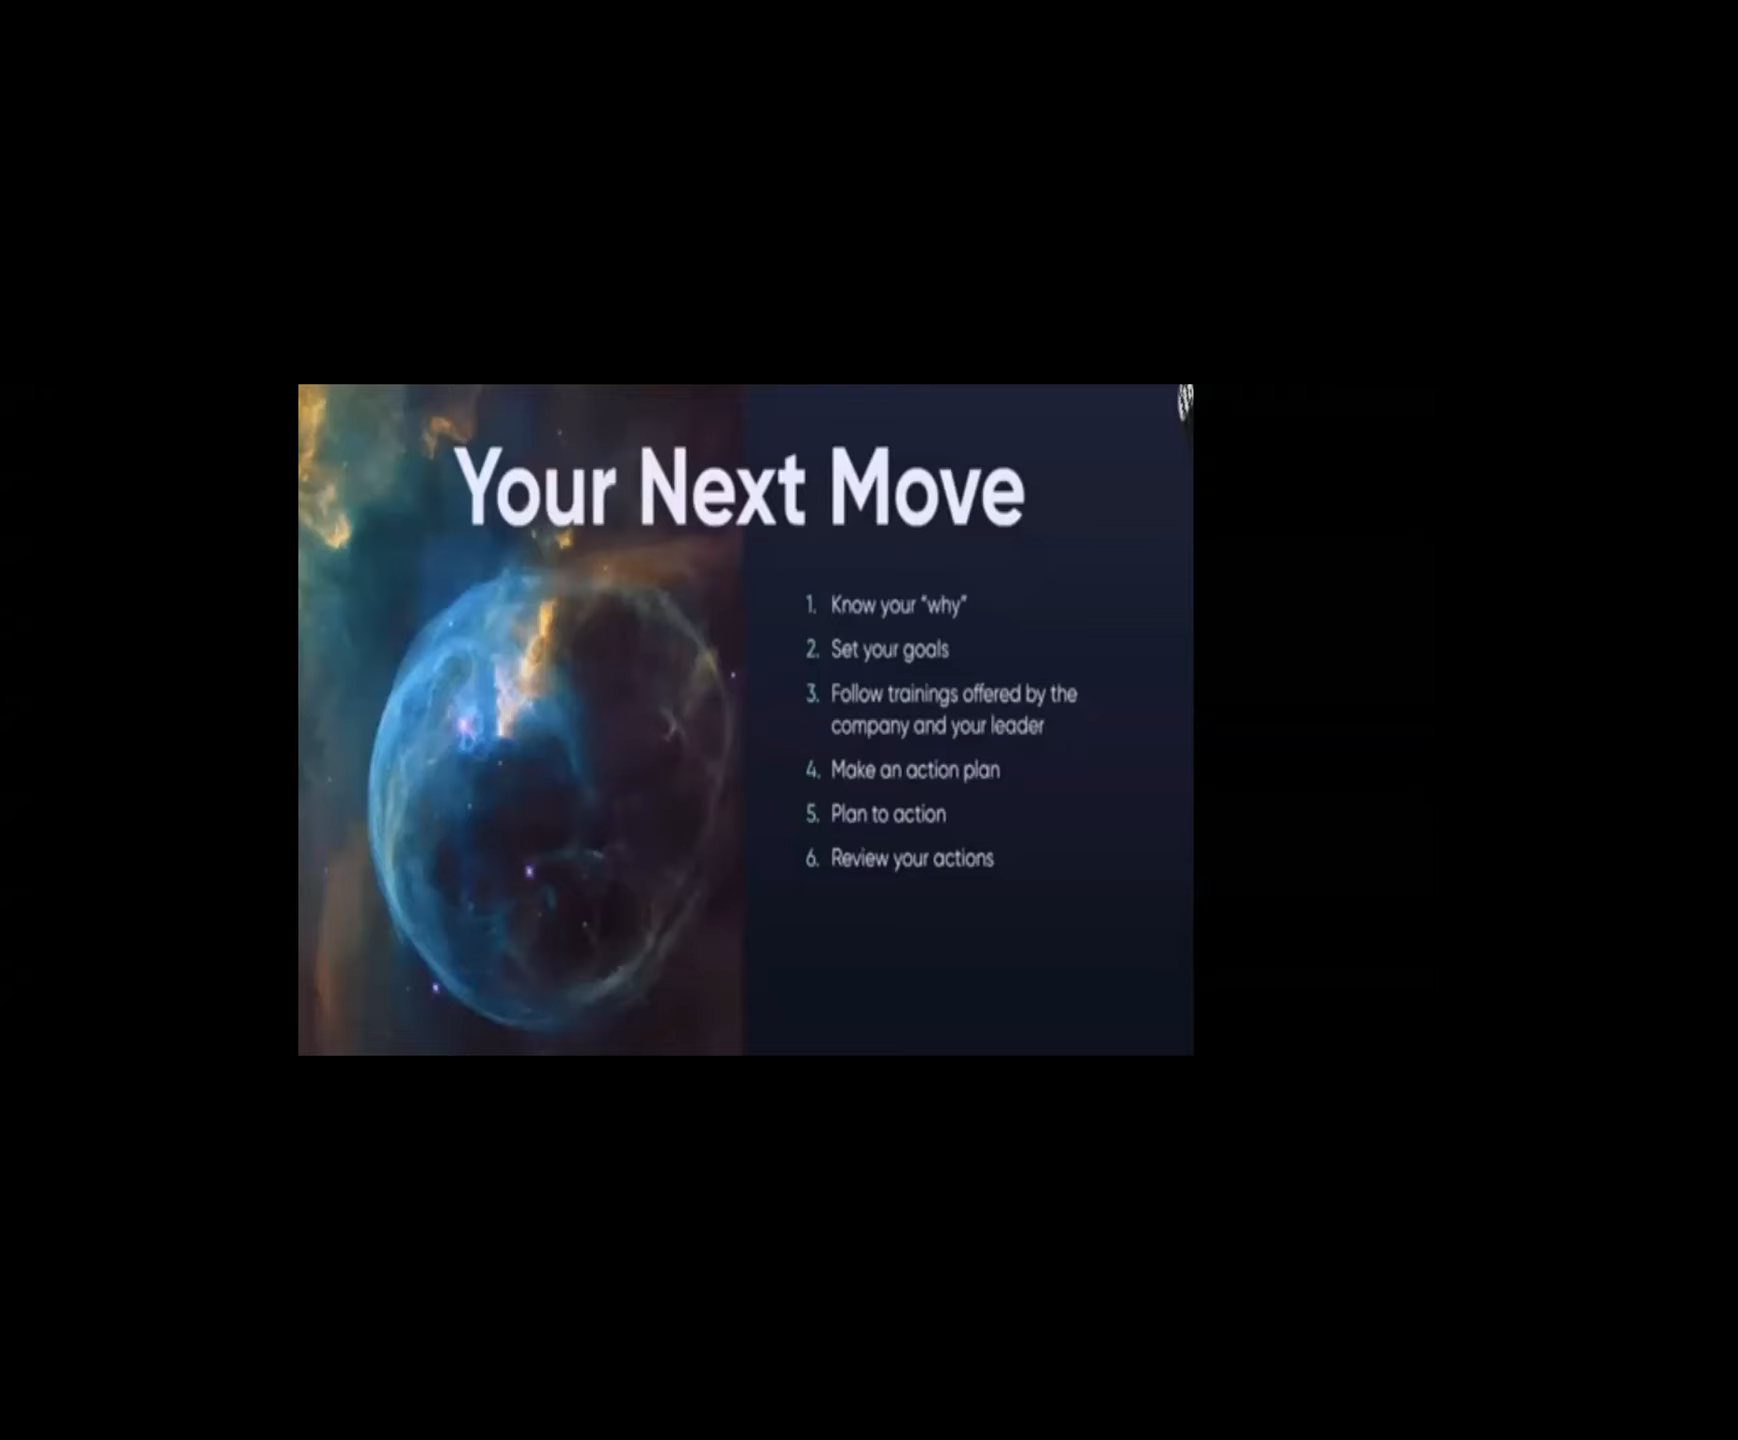 Your Next Move
1. Know your “why”
2. Set your goals
3. Follow trainings offered by the
company and your leader
4. Make an action plan
5. Plan to action
6. Review your actions